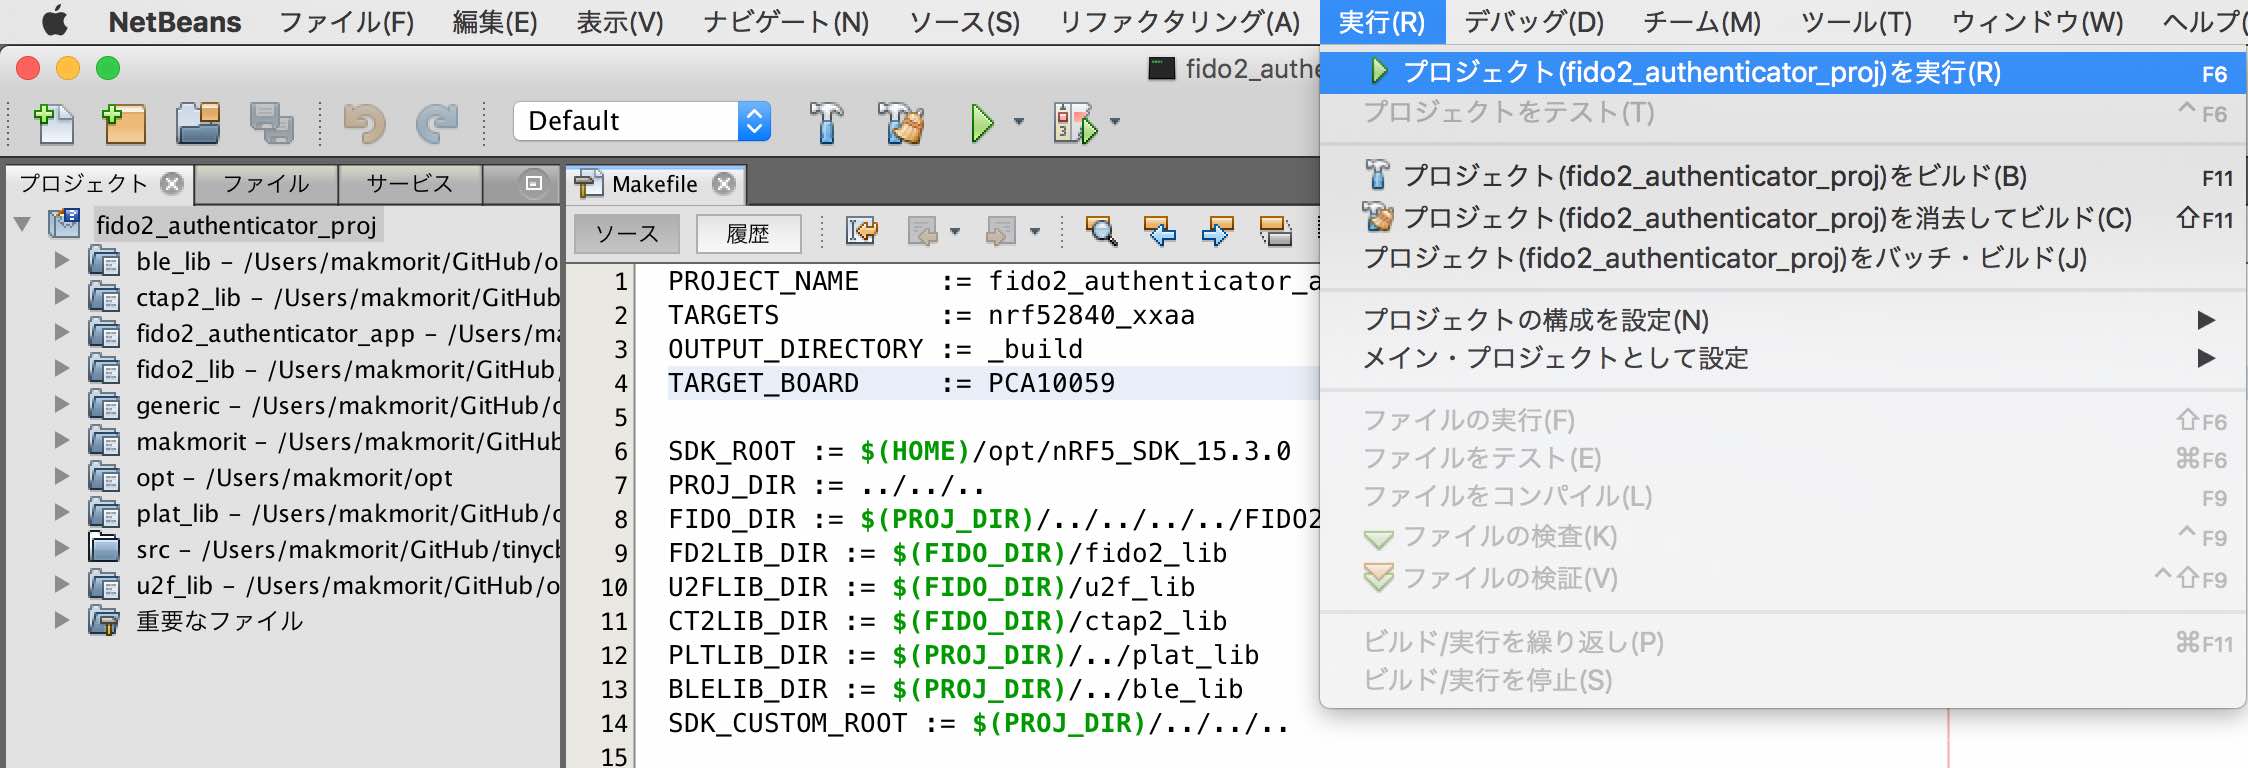 NetBeans ファイル(F) 編集(E) 表示(V) ナビゲート(N) ソース(S) リファクタリング(A) 実行(R) デバッグ(D) チーム(M) ツール(T) ウィンドウ(W) ヘルプ(
fido2_authe
Default
プロジェクト ファイル サービス
fido2_authenticator_proj
ble_lib – /Users/makmorit/GitHub/o
ctap2_lib – /Users/makmorit/GitHub
fido2_authenticator_app – /Users/ma
fido2_lib – /Users/makmorit/GitHub/
generic – /Users/makmorit/GitHub/o
makmorit – /Users/makmorit/GitHub
opt – /Users/makmorit/opt
plat_lib – /Users/makmorit/GitHub/o
src – /Users/makmorit/GitHub/tinycb
u2f_lib – /Users/makmorit/GitHub/o
重要なファイル
Makefile
ソース 履歴
1 PROJECT_NAME := fido2_authenticator_a
2 TARGETS := nrf52840_xxaa
3 OUTPUT_DIRECTORY := _build
4 TARGET_BOARD := PCA10059
5
6 SDK_ROOT := $(HOME)/opt/nRF5_SDK_15.3.0
7 PROJ_DIR := ../../..
8 FIDO_DIR := $(PROJ_DIR)/../../../../FIDO2
9 FD2LIB_DIR := $(FIDO_DIR)/fido2_lib
10 U2FLIB_DIR := $(FIDO_DIR)/u2f_lib
11 CT2LIB_DIR := $(FIDO_DIR)/ctap2_lib
12 PLTLIB_DIR := $(PROJ_DIR)/../plat_lib
13 BLELIB_DIR := $(PROJ_DIR)/../ble_lib
14 SDK_CUSTOM_ROOT := $(PROJ_DIR)/../../..
15
プロジェクト(fido2_authenticator_proj)を実行(R) F6
プロジェクトをテスト(T) ^F6
プロジェクト(fido2_authenticator_proj)をビルド(B) F11
プロジェクト(fido2_authenticator_proj)を消去してビルド(C) ⇧F11
プロジェクト(fido2_authenticator_proj)をバッチ・ビルド(J)
プロジェクトの構成を設定(N) ▶
メイン・プロジェクトとして設定 ▶
ファイルの実行(F) ⇧F6
ファイルをテスト(E) ⌘F6
ファイルをコンパイル(L) F9
ファイルの検査(K) ^F9
ファイルの検証(V) ^⇧F9
ビルド/実行を繰り返し(P) ⌘F11
ビルド/実行を停止(S)